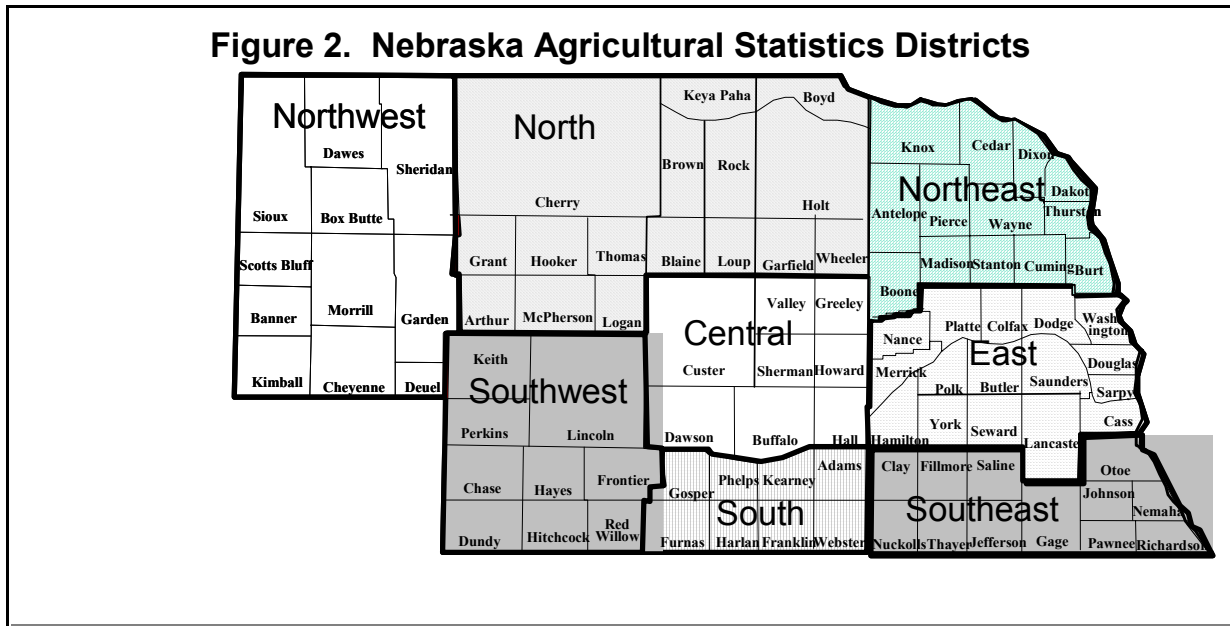 Figure 2. Nebraska Agricultural Statistics Districts
Northwest
Dawes
Sheridan
Sioux
Box Butte
Scotts Bluff
Banner
Morrill
Garden
Kimball
Cheyenne
Deuel
North
Keya Paha
Boyd
Brown
Rock
Cherry
Holt
Grant
Hooker
Thomas
Blaine
Loup
Garfield
Wheeler
Arthur
McPherson
Logan
Northeast
Knox
Cedar
Dixon
Dakot
Antelope
Pierce
Wayne
Thurston
Madison
Stanton
Cuming
Burt
Boone
Central
Valley
Greeley
Custer
Sherman
Howard
Dawson
Buffalo
Hall
East
Nance
Platte
Colfax
Dodge
Wash
ington
Merrick
Douglas
Polk
Butler
Saunders
Sarpy
York
Seward
Cass
Hamilton
Lancaste
Southwest
Keith
Perkins
Lincoln
Chase
Hayes
Frontier
Dundy
Hitchcock
Red
Willow
South
Gosper
Phelps
Kearney
Adams
Furnas
Harlan
Franklin
Webster
Southeast
Clay
Fillmore
Saline
Otoe
Johnson
Nemaha
Nuckolls
Thayer
Jefferson
Gage
Pawnee
Richardson